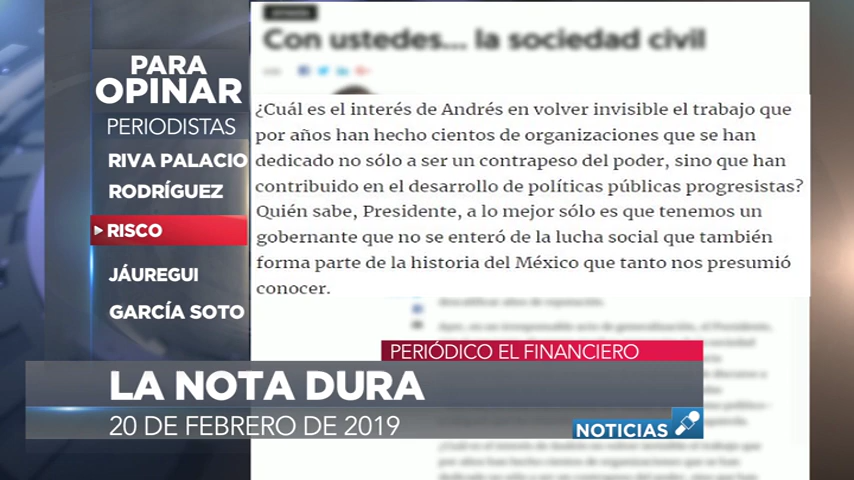 PARA
OPINAR
PERIODISTAS
RIVA PALACIO
RODRÍGUEZ
RISCO
JÁUREGUI
GARCÍA SOTO
Con ustedes... la sociedad civil
¿Cuál es el interés de Andrés en volver invisible el trabajo que
por años han hecho cientos de organizaciones que se han
dedicado no sólo a ser un contrapeso del poder, sino que han
contribuido en el desarrollo de políticas públicas progresistas?
Quién sabe, Presidente, a lo mejor sólo es que tenemos un
gobernante que no se enteró de la lucha social que también
forma parte de la historia del México que tanto nos presumió
conocer.
PERIÓDICO EL FINANCIERO
LA NOTA DURA
20 DE FEBRERO DE 2019
NOTICIAS